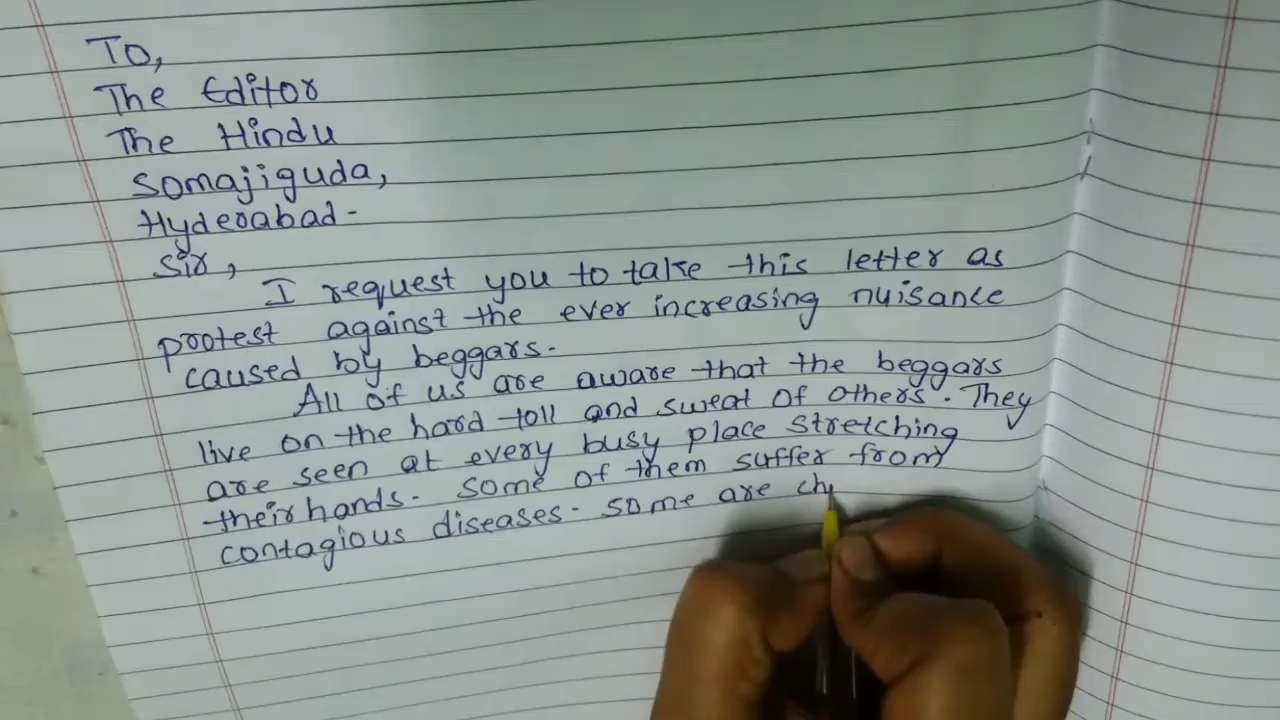 To,
The Editor
The Hindu
Somajiguda,
Hyderabad-
Sir,
I request you to take this letter as
protest against the ever increasing nuisance
caused by beggars.
All of us are aware that the beggars
live on the hard toll and sweat of others. They
are seen at every busy place stretching
their hands. Some of them suffer from
contagious diseases. Some are ch